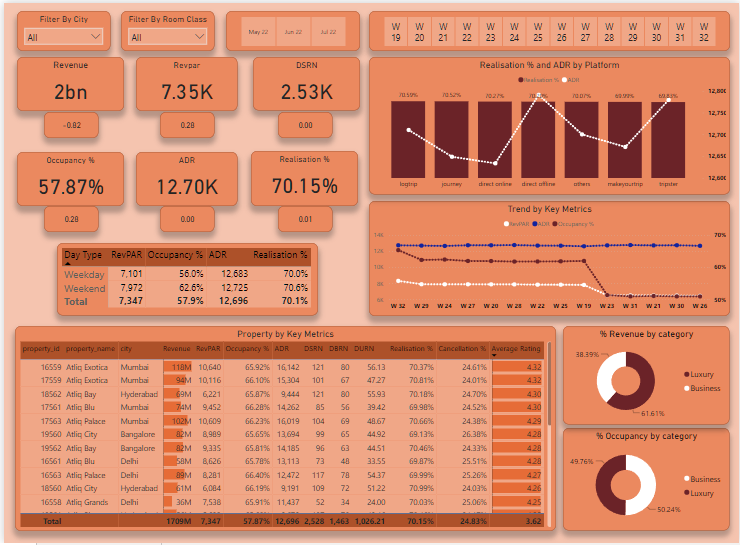 Filter By City
All
Filter By Room Class
All
May 22 Jun 22 Jul 22
W 19 W 20 W 21 W 22 W 23 W 24 W 25 W 26 W 27 W 28 W 29 W 30 W 31 W 32
Revenue
2bn
-0.82
Revpar
7.35K
0.28
DSRN
2.53K
0.00
Occupancy %
57.87%
0.28
ADR
12.70K
0.00
Realisation %
70.15%
0.01
Realisation % and ADR by Platform
Realisation % ADR
70.59% 70.52% 70.27% 70.07% 69.99% 69.83%
12,700
logtrip journey direct online direct offline others makeyourtrip tripster
Trend by Key Metrics
RevPAR ADR Occupancy %
14K 12K 10K 8K 6K
70% 60% 50%
W 32 W 29 W 24 W 30 W 27 W 28 W 22 W 25 W 19 W 23 W 31 W 21 W 20 W 26
Day Type RevPAR Occupancy % ADR Realisation %
Weekday 7,101 56.0% 12,683 70.0%
Weekend 7,972 62.6% 12,725 70.6%
Total 7,347 57.9% 12,696 70.1%
Property by Key Metrics
property_id property_name city Revenue RevPAR Occupancy % ADR DSRN DBRN DURN Realisation % Cancellation % Average Rating
16559 Atliq Exotica Mumbai 118M 10,640 65.92% 16,142 121 80 56.13 70.37% 24.61% 4.32
17559 Atliq Exotica Mumbai 94M 10,116 66.10% 15,304 101 67 47.27 70.81% 24.01% 4.32
18562 Atliq Bay Hyderabad 69M 6,221 65.87% 9,444 121 80 55.93 70.18% 24.70% 4.30
17561 Atliq Blu Mumbai 74M 9,452 66.28% 14,262 85 56 39.42 69.98% 24.52% 4.30
17563 Atliq Palace Mumbai 102M 10,609 66.23% 16,019 104 69 48.67 70.66% 24.38% 4.29
19560 Atliq City Bangalore 82M 8,989 65.65% 13,694 99 65 44.92 69.13% 26.38% 4.28
19562 Atliq Bay Bangalore 82M 9,335 65.81% 14,185 96 63 44.51 70.46% 24.33% 4.28
16561 Atliq Blu Delhi 58M 8,626 65.78% 13,113 73 48 33.55 69.87% 25.51% 4.28
16563 Atliq Palace Delhi 89M 8,281 66.40% 12,472 117 78 54.37 69.99% 25.26% 4.27
18560 Atliq City Hyderabad 61M 6,084 66.19% 9,191 109 72 51.22 70.99% 24.03% 4.26
16558 Atliq Grands Delhi 36M 7,538 65.91% 11,437 52 34 24.00 70.03% 25.06% 4.25
Total 1709M 7,347 57.87% 12,696 2,528 1,463 1,026.21 70.15% 24.83% 3.62
% Revenue by category
38.39%
61.61%
Luxury
Business
% Occupancy by category
49.76%
50.24%
Business
Luxury